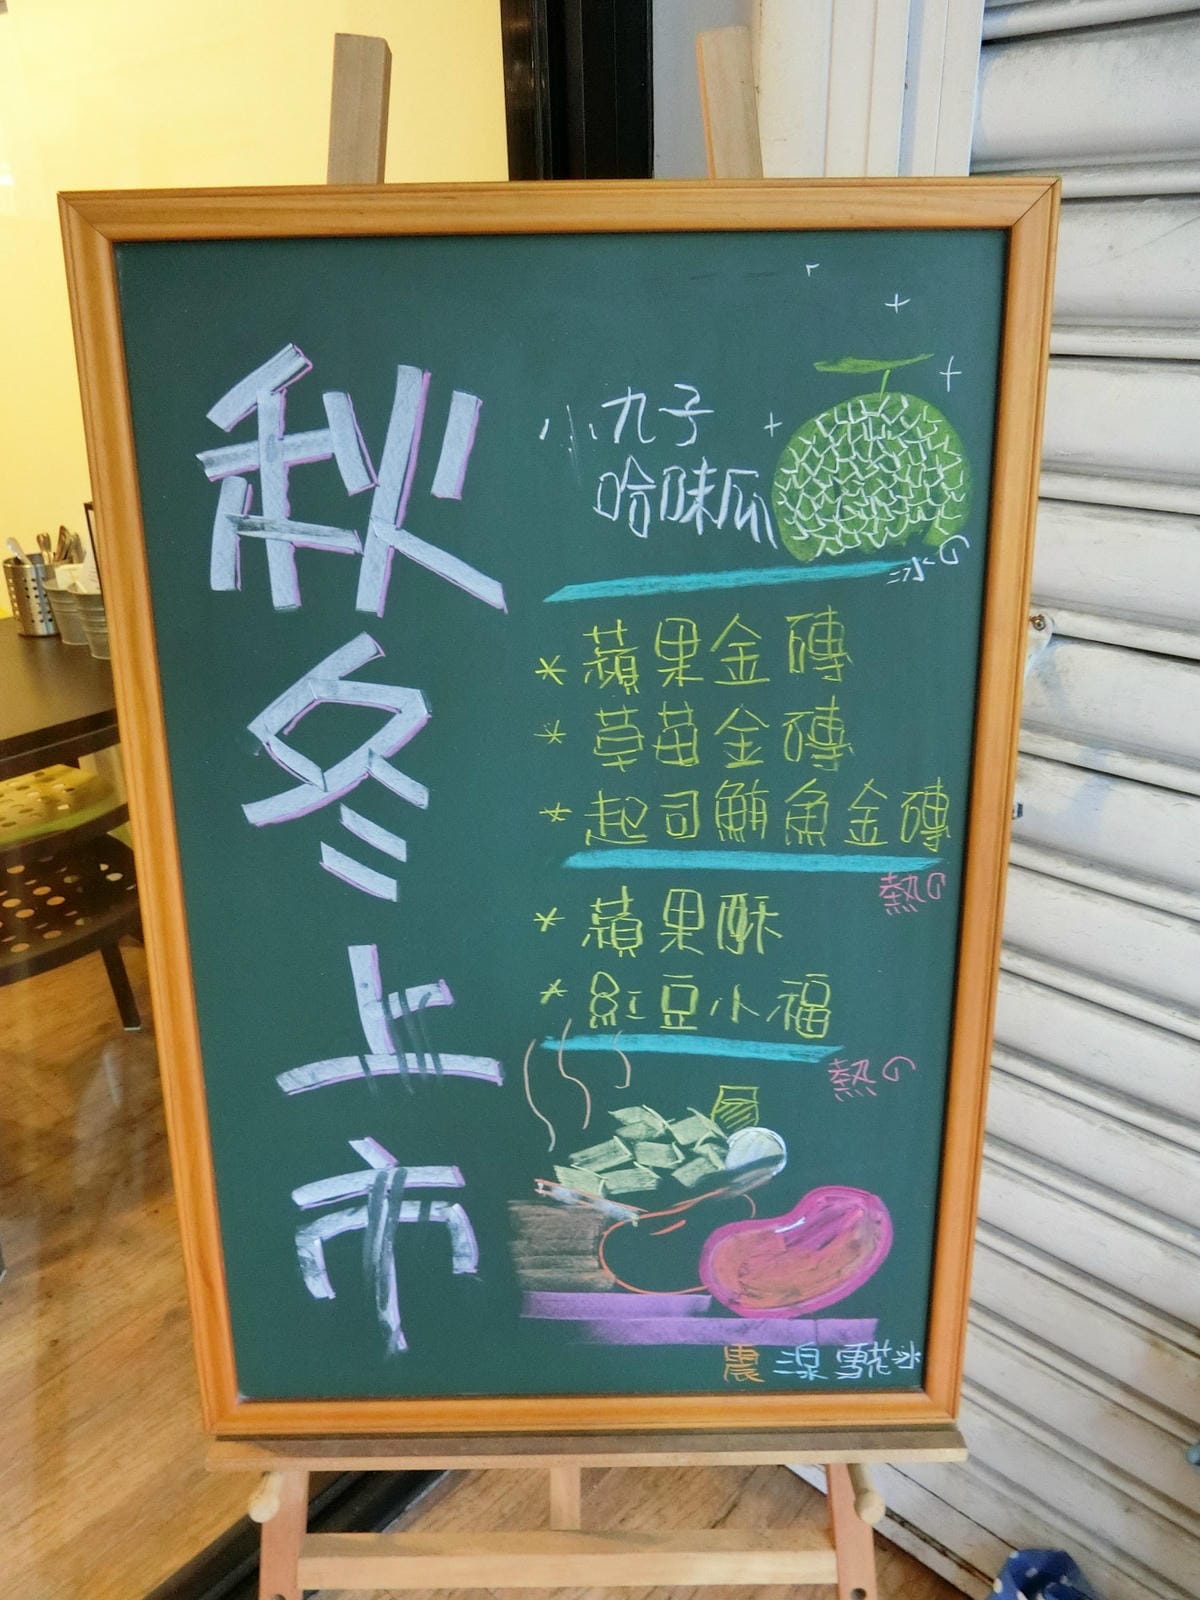 秋冬上市
小丸子
哈味瓜
冰の
*蘋果金磚
*草莓金磚
*起司鮪魚金磚
熱の
*蘋果酥
*紅豆小福
熱の
雪花冰